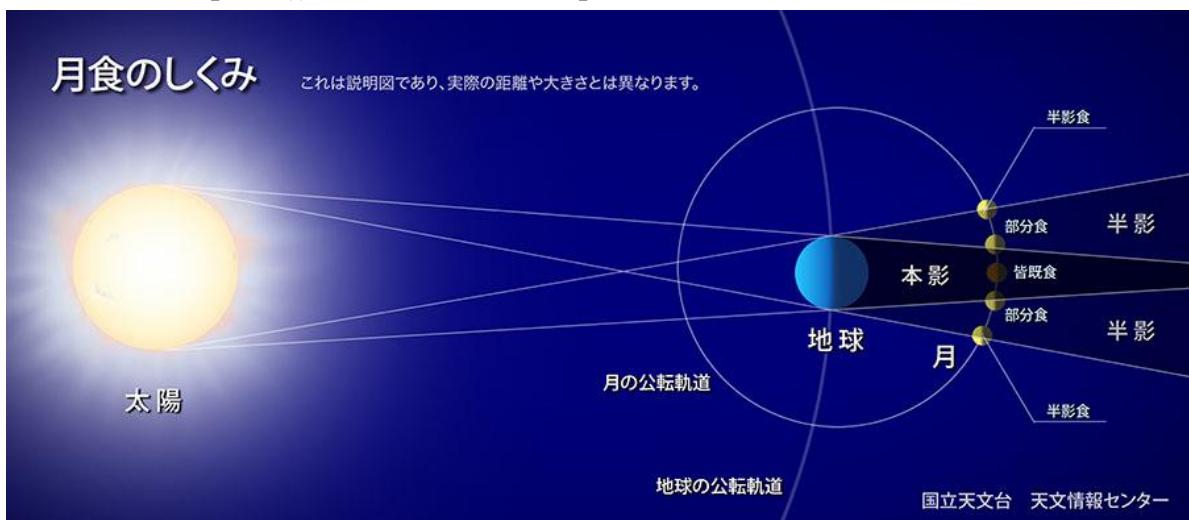 月食のしくみ
これは説明図であり、実際の距離や大きさとは異なります。
半影食
部分食
半影
本影
皆既食
部分食
半影
地球
月
月の公転軌道
太陽
半影食
地球の公転軌道
国立天文台 天文情報センター